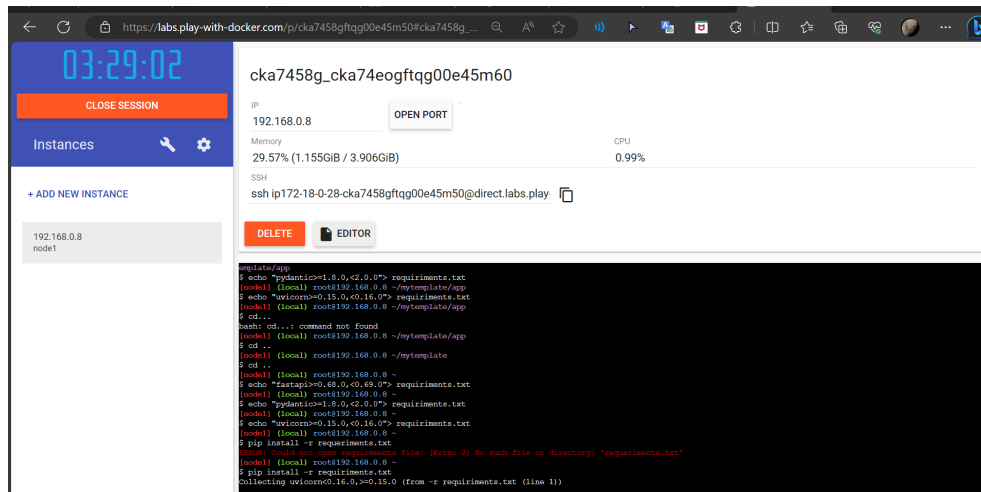 https://labs.play-with-docker.com/p/cka7458gftqg00e45m50#cka7458g_...
03:29:02
CLOSE SESSION
Instances
+ ADD NEW INSTANCE
192.168.0.8
node1
cka7458g_cka74eogftqg00e45m60
IP
192.168.0.8
OPEN PORT
Memory
29.57% (1.155GiB / 3.906GiB)
CPU
0.99%
SSH
ssh ip172-18-0-28-cka7458gftqg00e45m50@direct.labs.play-
DELETE
EDITOR
emplate/app
$ echo "pydantic>=1.8.0,<2.0.0"> requiriments.txt
[node1] (local) root@192.168.0.8 ~/mytemplate/app
$ echo "uvicorn>=0.15.0,<0.16.0"> requiriments.txt
[node1] (local) root@192.168.0.8 ~/mytemplate/app
$ cd...
bash: cd...: command not found
[node1] (local) root@192.168.0.8 ~/mytemplate/app
$ cd ..
[node1] (local) root@192.168.0.8 ~/mytemplate
$ cd ..
[node1] (local) root@192.168.0.8 ~
$ echo "fastapi>=0.68.0,<0.69.0"> requiriments.txt
[node1] (local) root@192.168.0.8 ~
$ echo "pydantic>=1.8.0,<2.0.0"> requiriments.txt
[node1] (local) root@192.168.0.8 ~
$ echo "uvicorn>=0.15.0,<0.16.0"> requiriments.txt
[node1] (local) root@192.168.0.8 ~
$ pip install -r requeriments.txt
ERROR: Could not open requirements file: [Errno 2] No such file or directory: 'requeriments.txt'
[node1] (local) root@192.168.0.8 ~
$ pip install -r requiriments.txt
Collecting uvicorn<0.16.0,>=0.15.0 (from -r requiriments.txt (line 1))